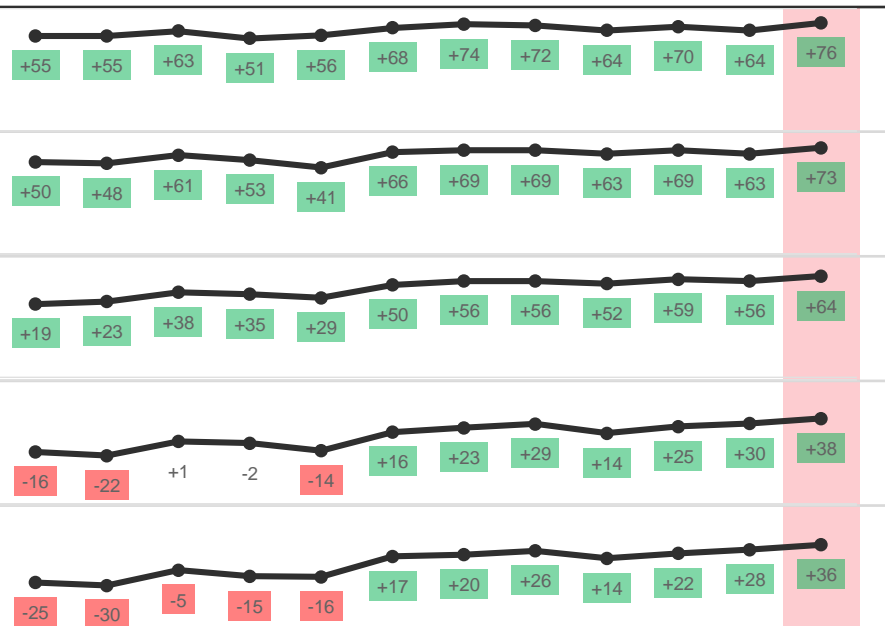 +55 +55 +63 +51 +56 +68 +74 +72 +64 +70 +64 +76
+50 +48 +61 +53 +41 +66 +69 +69 +63 +69 +63 +73
+19 +23 +38 +35 +29 +50 +56 +56 +52 +59 +56 +64
-16 -22 +1 -2 -14 +16 +23 +29 +14 +25 +30 +38
-25 -30 -5 -15 -16 +17 +20 +26 +14 +22 +28 +36